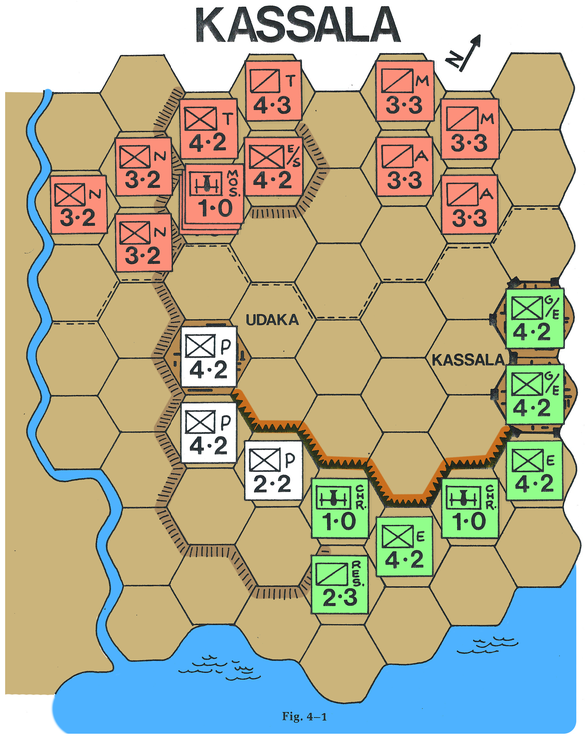 KASSALA
N
T
4·3
M
3·3
T
4·2
M
3·3
N
3·2
E/S
4·2
A
3·3
MOS.
1·0
N
3·2
A
3·3
N
3·2
UDAKA
G/E
4·2
P
4·2
KASSALA
G/E
4·2
P
4·2
P
2·2
E
4·2
CHR.
1·0
CHR.
1·0
E
4·2
RES.
2·3
Fig. 4–1